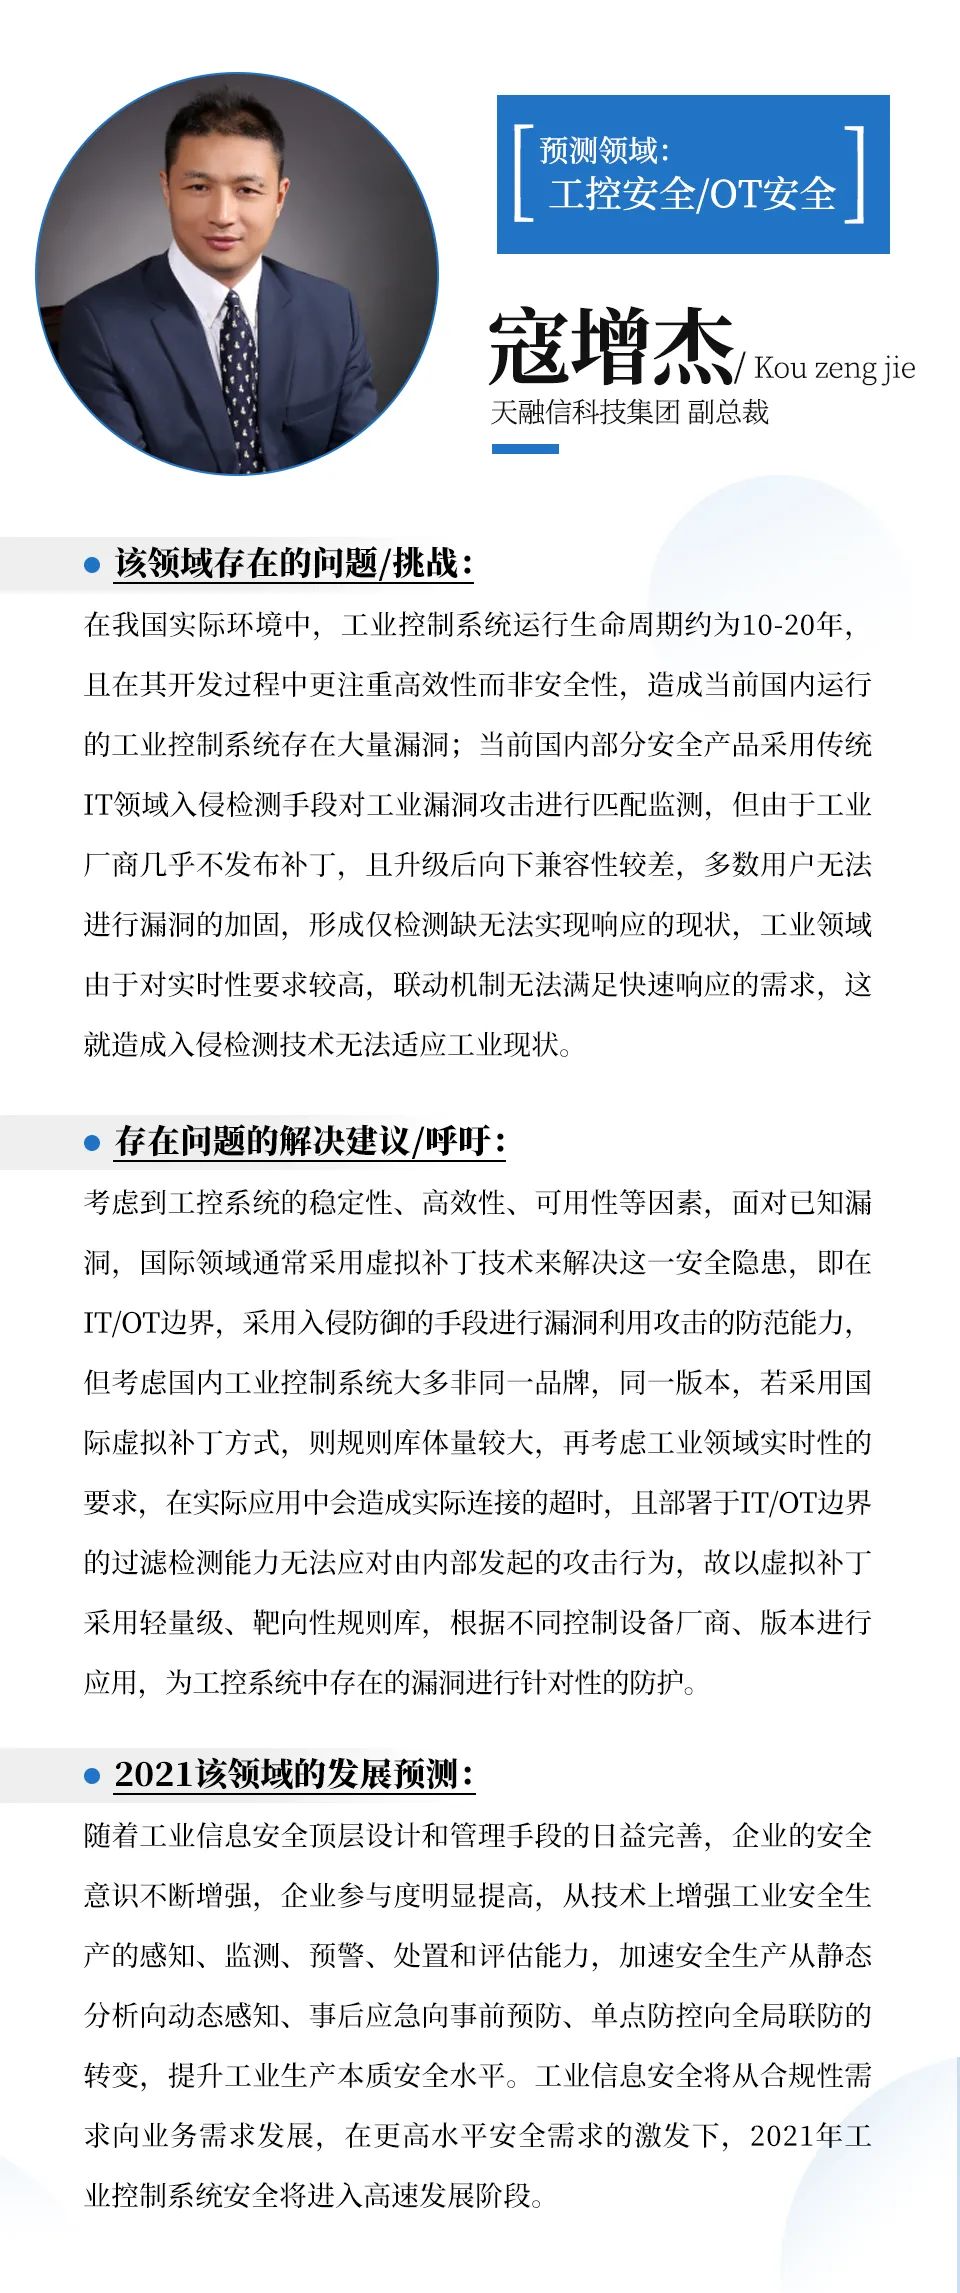 预测领域：
工控安全/OT安全
寇增杰/ Kou zeng jie
天融信科技集团 副总裁
该领域存在的问题/挑战：
在我国实际环境中，工业控制系统运行生命周期约为10-20年，
且在其开发过程中更注重高效性而非安全性，造成当前国内运行
的工业控制系统存在大量漏洞；当前国内部分安全产品采用传统
IT领域入侵检测手段对工业漏洞攻击进行匹配监测，但由于工业
厂商几乎不发布补丁，且升级后向下兼容性较差，多数用户无法
进行漏洞的加固，形成仅检测缺无法实现响应的现状，工业领域
由于对实时性要求较高，联动机制无法满足快速响应的需求，这
就造成入侵检测技术无法适应工业现状。
存在问题的解决建议/呼吁：
考虑到工控系统的稳定性、高效性、可用性等因素，面对已知漏
洞，国际领域通常采用虚拟补丁技术来解决这一安全隐患，即在
IT/OT边界，采用入侵防御的手段进行漏洞利用攻击的防范能力，
但考虑国内工业控制系统大多非同一品牌，同一版本，若采用国
际虚拟补丁方式，则规则库体量较大，再考虑工业领域实时性的
要求，在实际应用中会造成实际连接的超时，且部署于IT/OT边界
的过滤检测能力无法应对由内部发起的攻击行为，故以虚拟补丁
采用轻量级、靶向性规则库，根据不同控制设备厂商、版本进行
应用，为工控系统中存在的漏洞进行针对性的防护。
2021该领域的发展预测：
随着工业信息安全顶层设计和管理手段的日益完善，企业的安全
意识不断增强，企业参与度明显提高，从技术上增强工业安全生
产的感知、监测、预警、处置和评估能力，加速安全生产从静态
分析向动态感知、事后应急向事前预防、单点防控向全局联防的
转变，提升工业生产本质安全水平。工业信息安全将从合规性需
求向业务需求发展，在更高水平安全需求的激发下，2021年工
业控制系统安全将进入高速发展阶段。